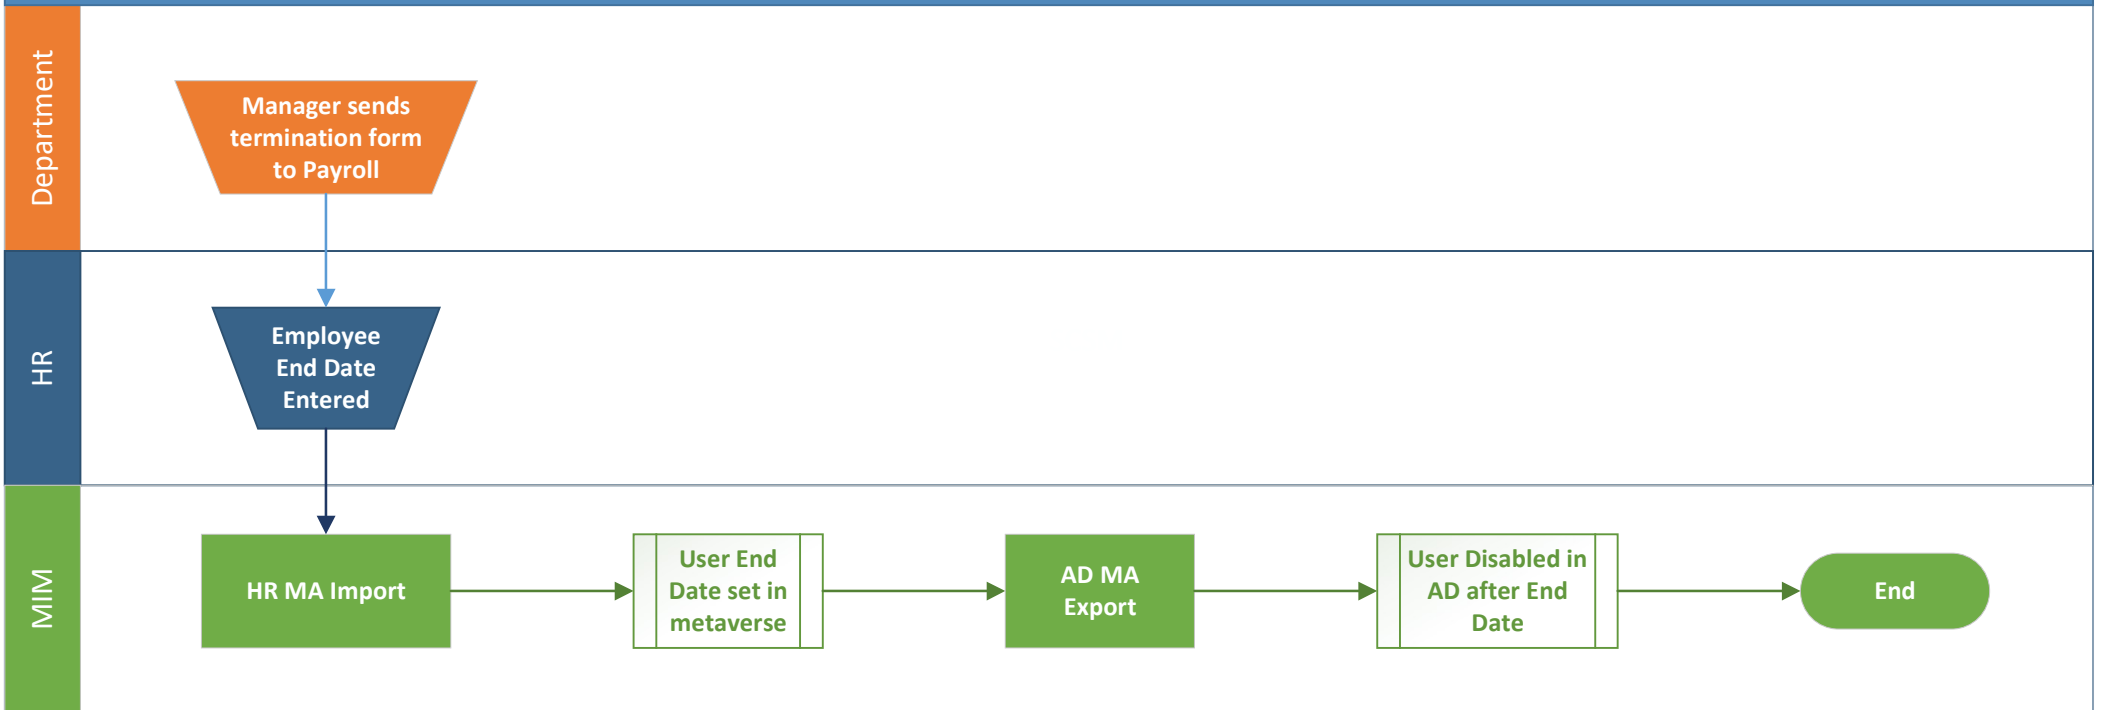 Department
Manager sends
termination form
to Payroll
HR
Employee
End Date
Entered
MIM
HR MA Import
User End
Date set in
metaverse
AD MA
Export
User Disabled in
AD after End
Date
End